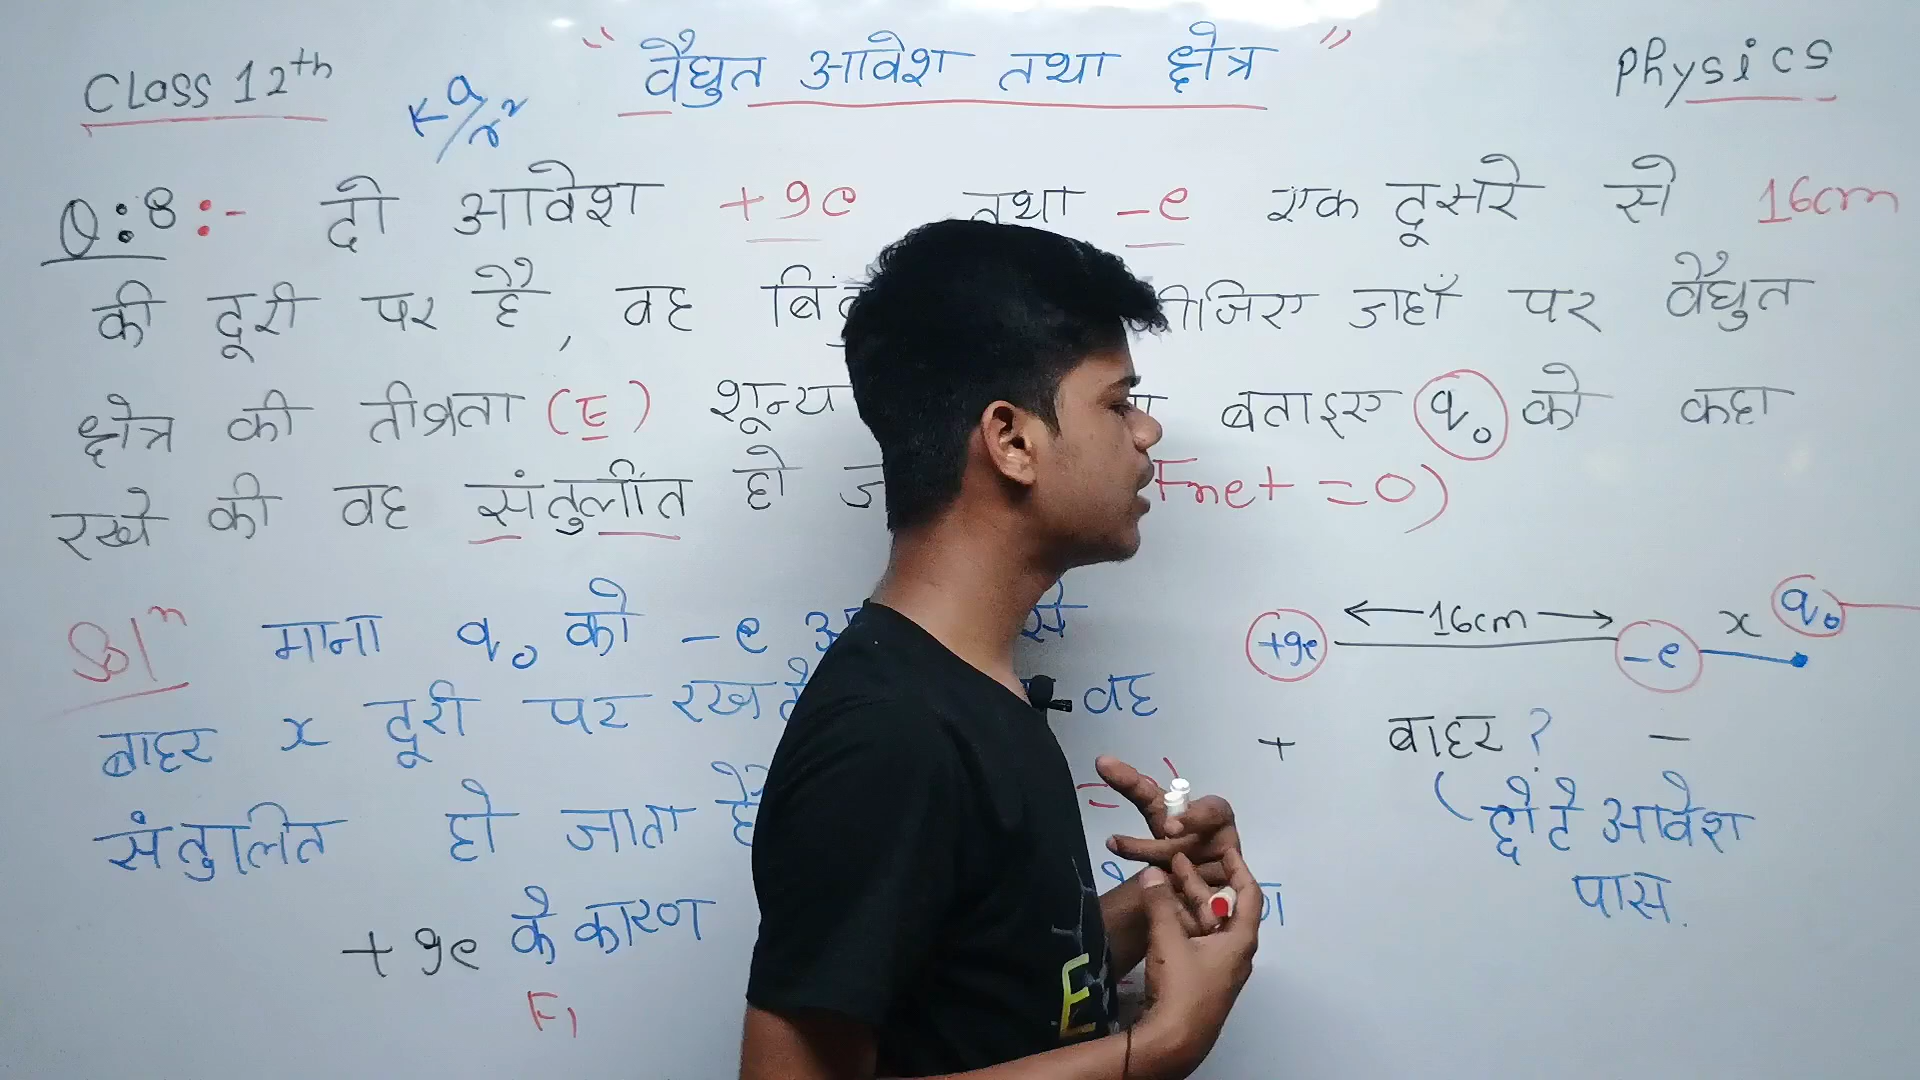 Class 12th
K q/r²
" वैद्युत आवेश तथा क्षेत्र "
Physics
Q:8:- दो आवेश +9e तथा -e एक दूसरे से 16cm
की दूरी पर है, वह जहाँ पर वैद्युत
क्षेत्र की तीव्रता (E) शून्य बताइए q₀ को कहा
रखे की वह संतुलीत हो Fnet = 0)
Solⁿ माना q₀ को -e से
बाहर x दूरी पर रख वह
संतुलित हो जाता है
+9e के कारण
F₁
+9e ←16cm→ -e x q₀
+ बाहर ? -
(छोटे आवेश
पास.
E